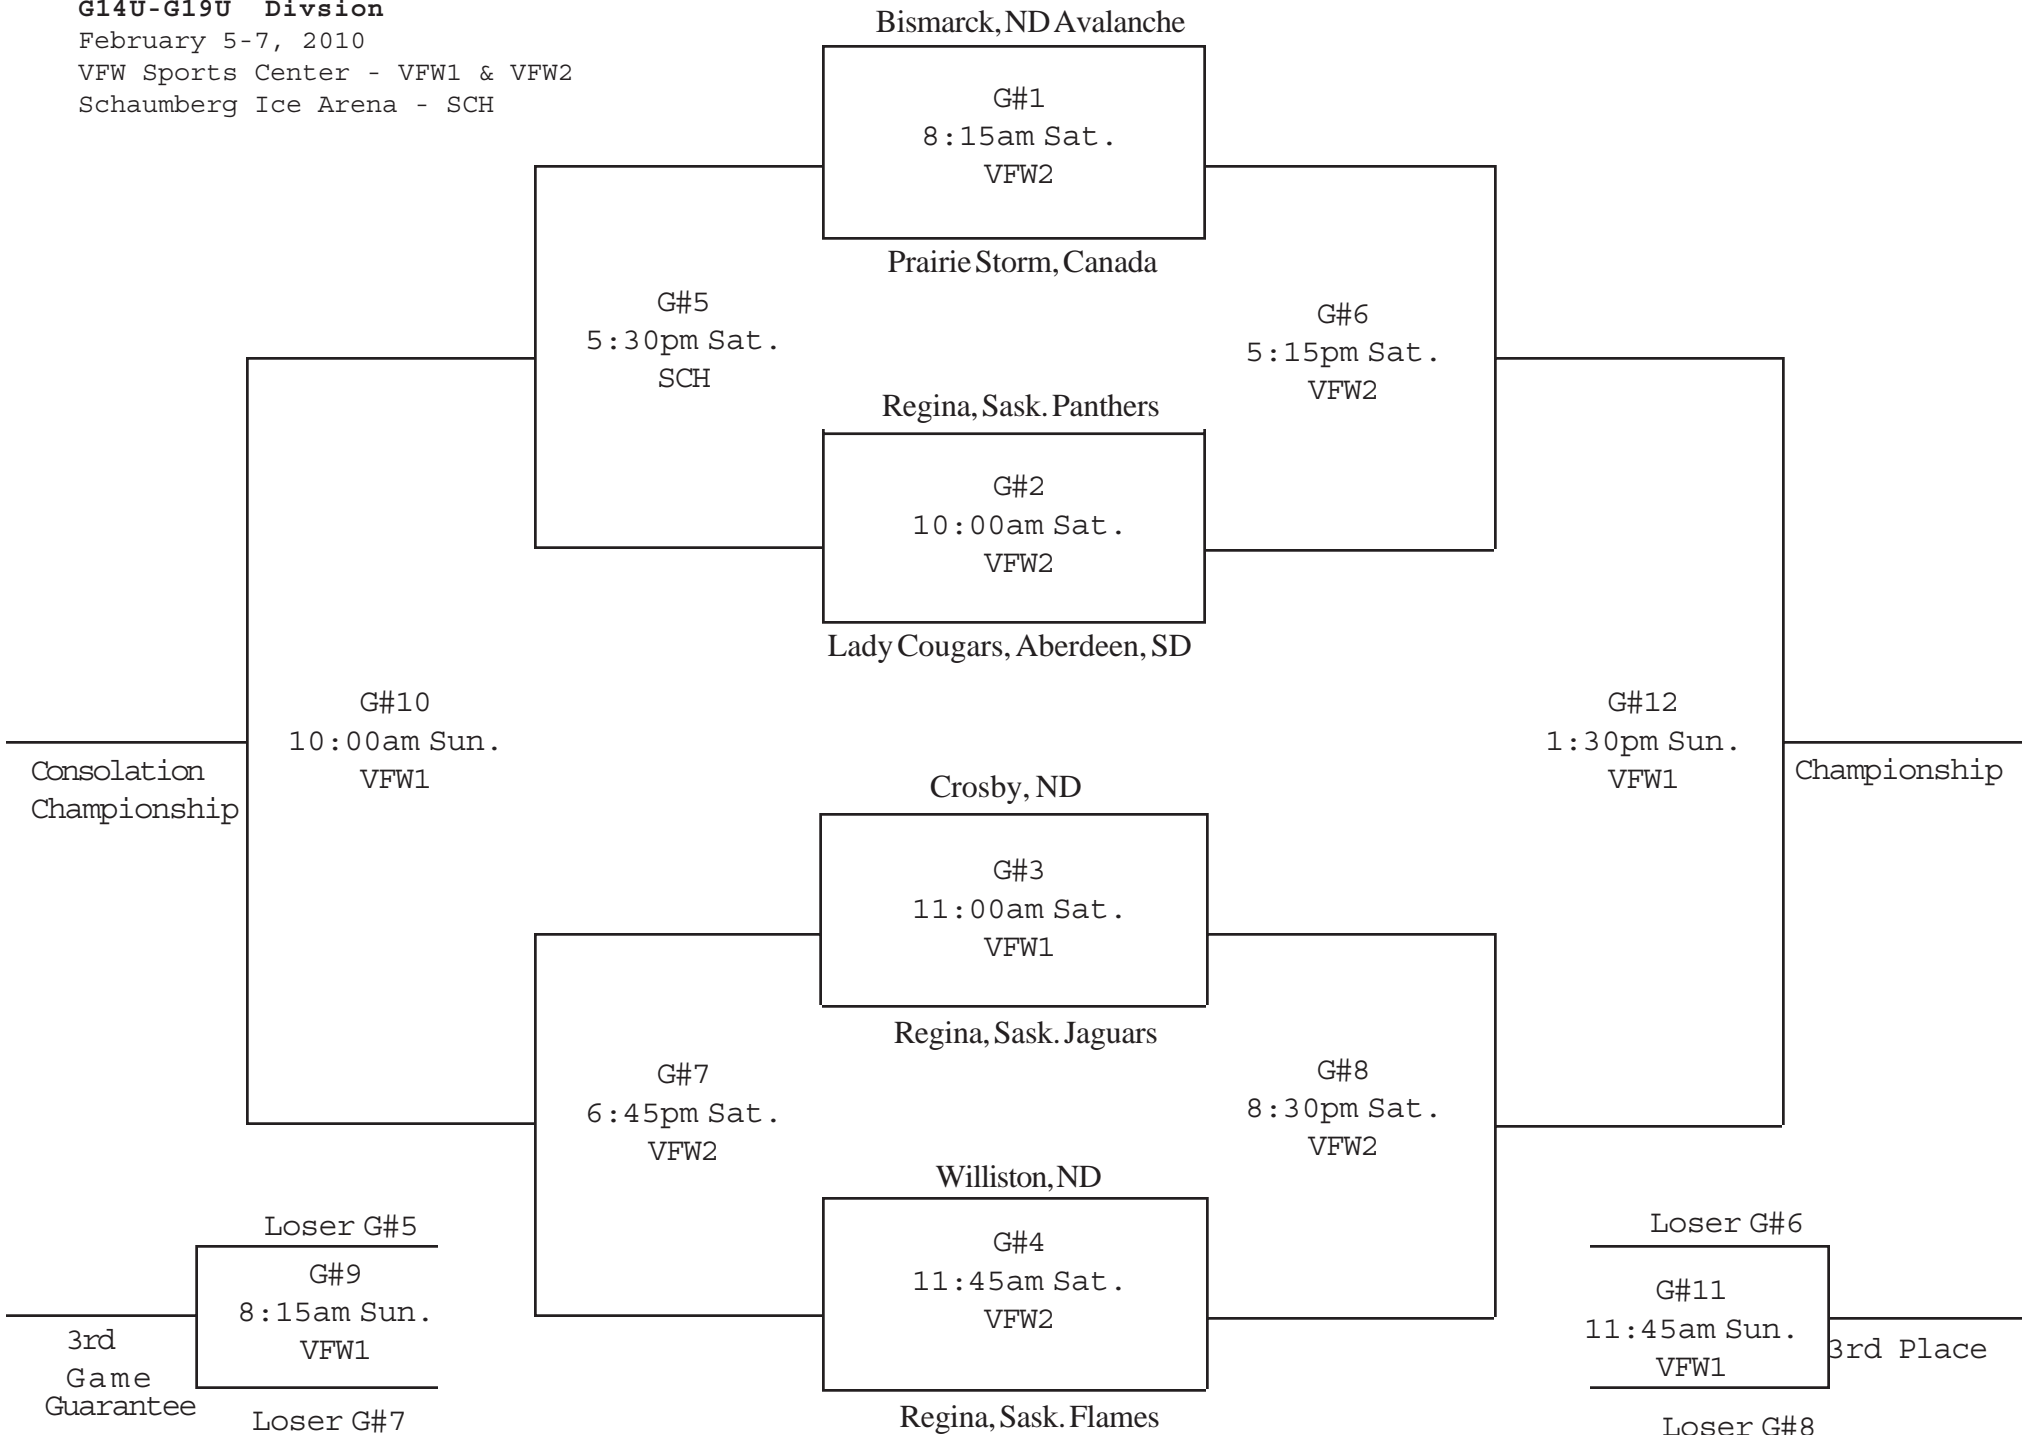 G14U-G19U Divsion
February 5-7, 2010
VFW Sports Center - VFW1 & VFW2
Schaumberg Ice Arena - SCH
Bismarck, ND Avalanche
G#1
8:15am Sat.
VFW2
Prairie Storm, Canada
G#5
5:30pm Sat.
SCH
G#6
5:15pm Sat.
VFW2
Regina, Sask. Panthers
G#2
10:00am Sat.
VFW2
Lady Cougars, Aberdeen, SD
G#10
10:00am Sun.
VFW1
Consolation
Championship
G#12
1:30pm Sun.
VFW1
Championship
Crosby, ND
G#3
11:00am Sat.
VFW1
Regina, Sask. Jaguars
G#7
6:45pm Sat.
VFW2
G#8
8:30pm Sat.
VFW2
Williston, ND
G#4
11:45am Sat.
VFW2
Regina, Sask. Flames
Loser G#5
G#9
8:15am Sun.
VFW1
Loser G#7
3rd
Game
Guarantee
Loser G#6
G#11
11:45am Sun.
VFW1
Loser G#8
3rd Place